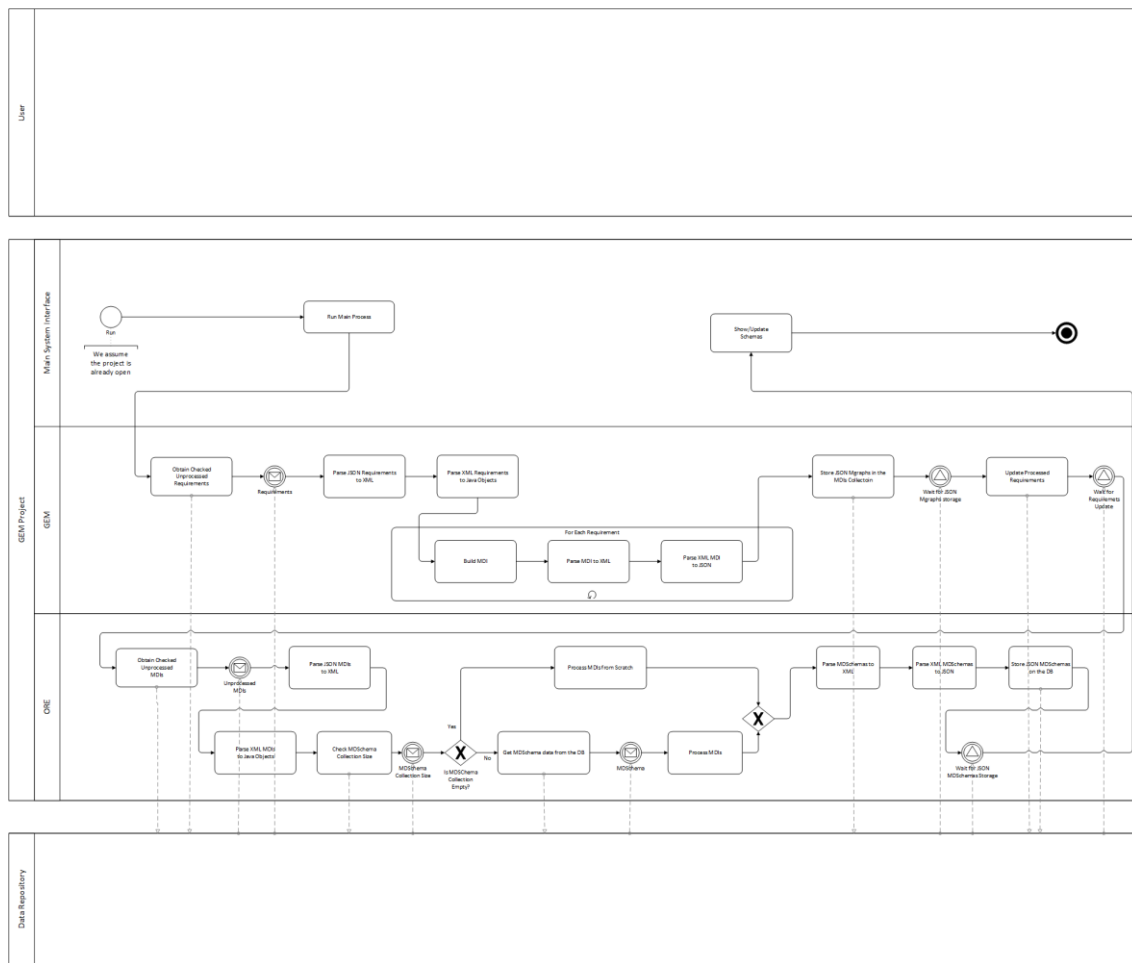 User
GEM Project
Main System Interface
Run
We assume
the project is
already open
Run Main Process
Show/Update
Schemas
GEM
Obtain Checked
Unprocessed
Requirements
Requirements
Parse JSON Requirements
to XML
Parse XML Requirements
to Java Objects
Store JSON Mgraphs in the
MDIs Collectoin
Wait for JSON
Mgraphs storage
Update Processed
Requirements
Wait for
Requiremets
Update
For Each Requirement
Build MDI
Parse MDI to XML
Parse XML MDI
to JSON
ORE
Obtain Checked
Unprocessed
MDIs
Unprocessed
MDIs
Parse JSON MDIs
to XML
Process MDIs from Scratch
Parse MDSchemas to
XML
Parse XML MDSchemas
to JSON
Store JSON MDSchemas
on the DB
Yes
No
Parse XML MDIs
to Java Objects
Check MDSchema
Collection Size
MDSchema
Collection Size
Is MDSChema
Collection
Empty?
Get MDSchema data from the DB
MDSchema
Process MDIs
Wait for JSON
MDSchemas Storage
Data Repository